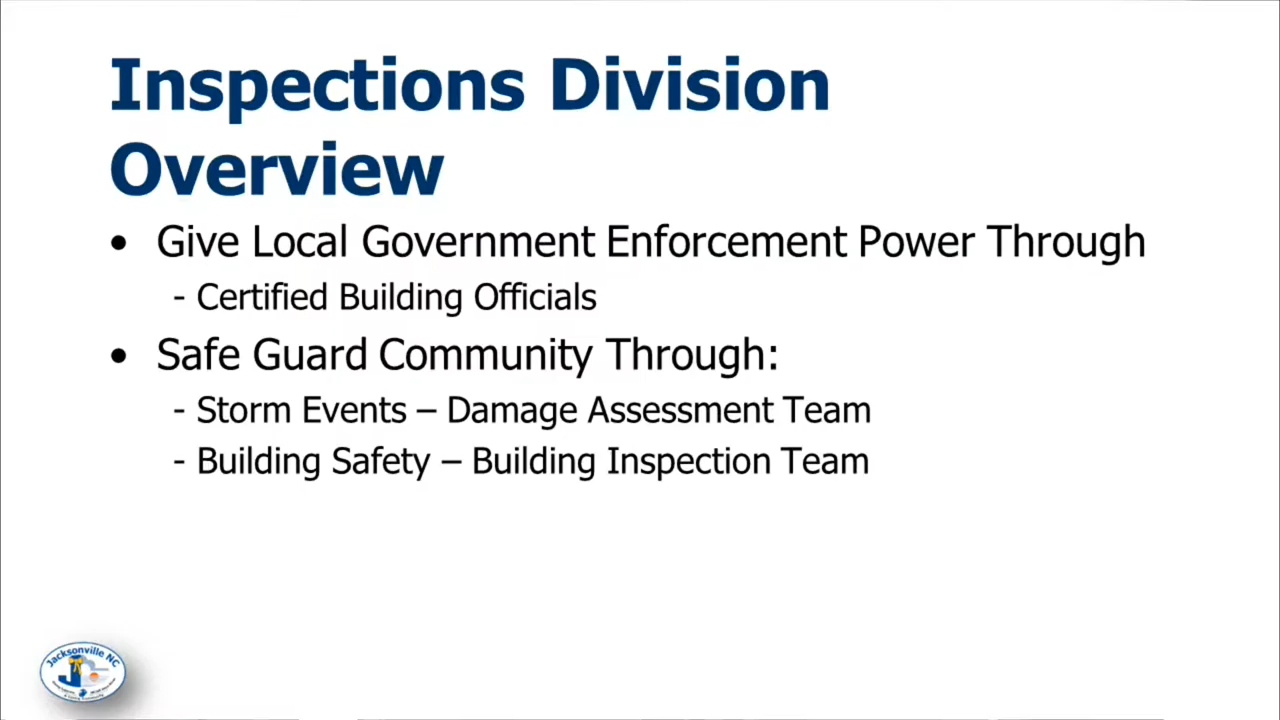 Inspections Division
Overview
• Give Local Government Enforcement Power Through
- Certified Building Officials
• Safe Guard Community Through:
- Storm Events – Damage Assessment Team
- Building Safety – Building Inspection Team
Jacksonville NC